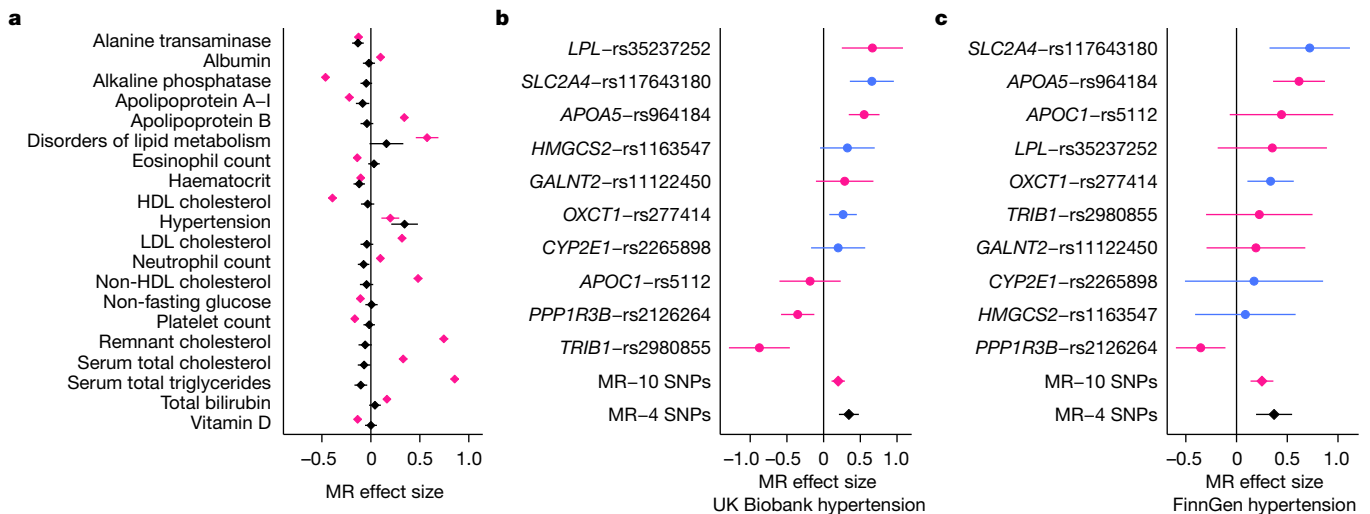 a
Alanine transaminase
Albumin
Alkaline phosphatase
Apolipoprotein A–I
Apolipoprotein B
Disorders of lipid metabolism
Eosinophil count
Haematocrit
HDL cholesterol
Hypertension
LDL cholesterol
Neutrophil count
Non-HDL cholesterol
Non-fasting glucose
Platelet count
Remnant cholesterol
Serum total cholesterol
Serum total triglycerides
Total bilirubin
Vitamin D
−0.5 0 0.5 1.0
MR effect size
b
LPL–rs35237252
SLC2A4–rs117643180
APOA5–rs964184
HMGCS2–rs1163547
GALNT2–rs11122450
OXCT1–rs277414
CYP2E1–rs2265898
APOC1–rs5112
PPP1R3B–rs2126264
TRIB1–rs2980855
MR–10 SNPs
MR–4 SNPs
−1.0 −0.5 0 0.5 1.0
MR effect size
UK Biobank hypertension
c
SLC2A4–rs117643180
APOA5–rs964184
APOC1–rs5112
LPL–rs35237252
OXCT1–rs277414
TRIB1–rs2980855
GALNT2–rs11122450
CYP2E1–rs2265898
HMGCS2–rs1163547
PPP1R3B–rs2126264
MR–10 SNPs
MR–4 SNPs
−0.5 0 0.5 1.0
MR effect size
FinnGen hypertension